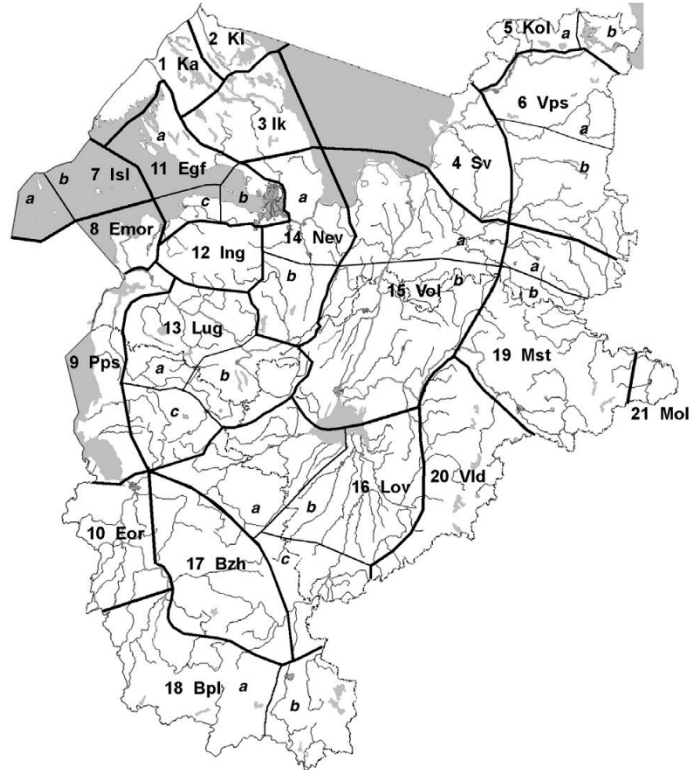 2 Kl
1 Ka
5 Kol a b
6 Vps
a
b
3 Ik
a
11 Egf
4 Sv
7 Isl
b
a
c
b
a
8 Emor
14 Nev
12 Ing
a
a
b
b
15 Vol
b
13 Lug
19 Mst
9 Pps
a
b
21 Mol
c
20 Vld
16 Lov
a
b
10 Eor
17 Bzh
c
18 Bpl
a
b